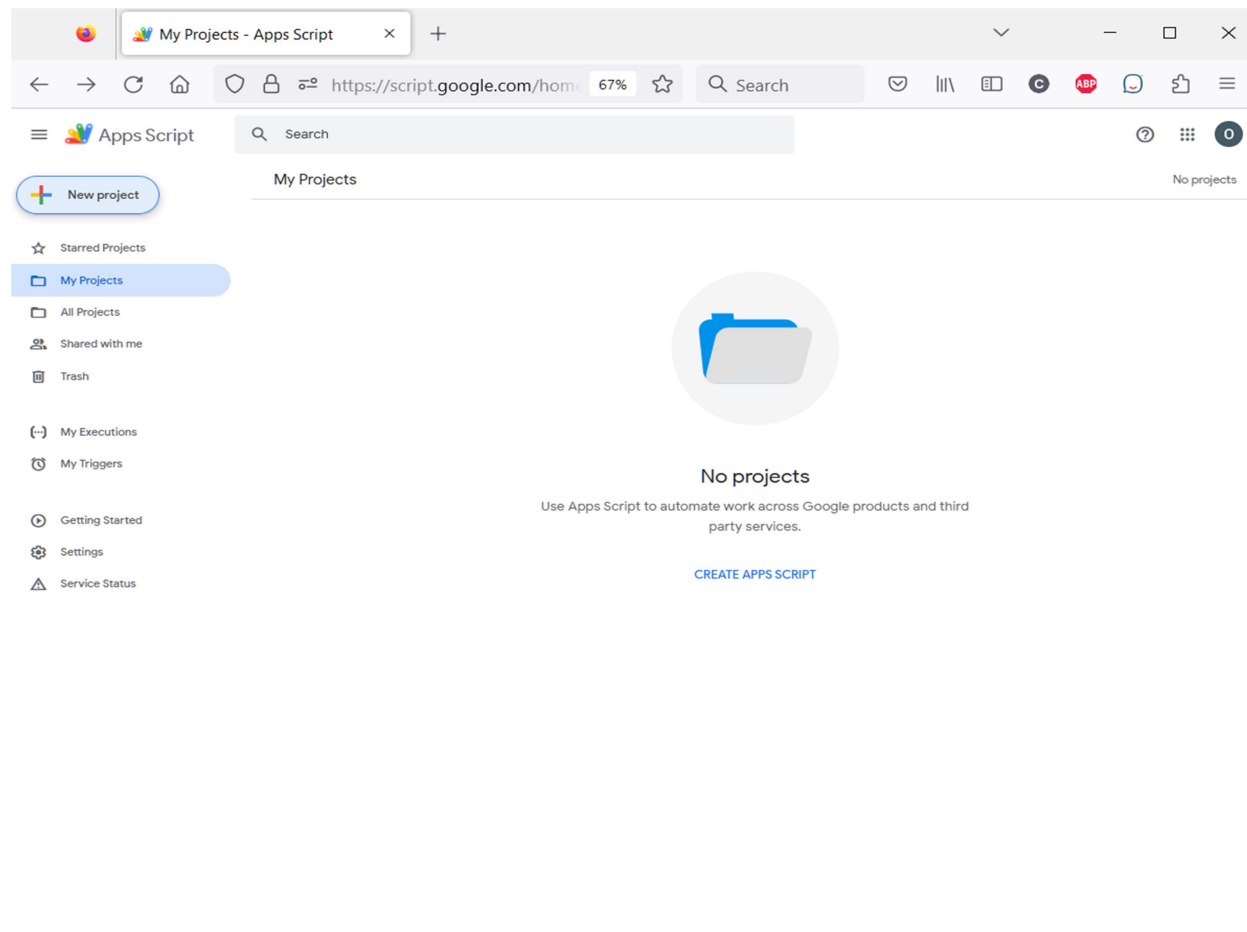 My Projects - Apps Script
https://script.google.com/home
67%
Search
C
ABP
Apps Script
Search
O
New project
My Projects
No projects
Starred Projects
My Projects
All Projects
Shared with me
Trash
My Executions
My Triggers
Getting Started
Settings
Service Status
No projects
Use Apps Script to automate work across Google products and third
party services.
CREATE APPS SCRIPT